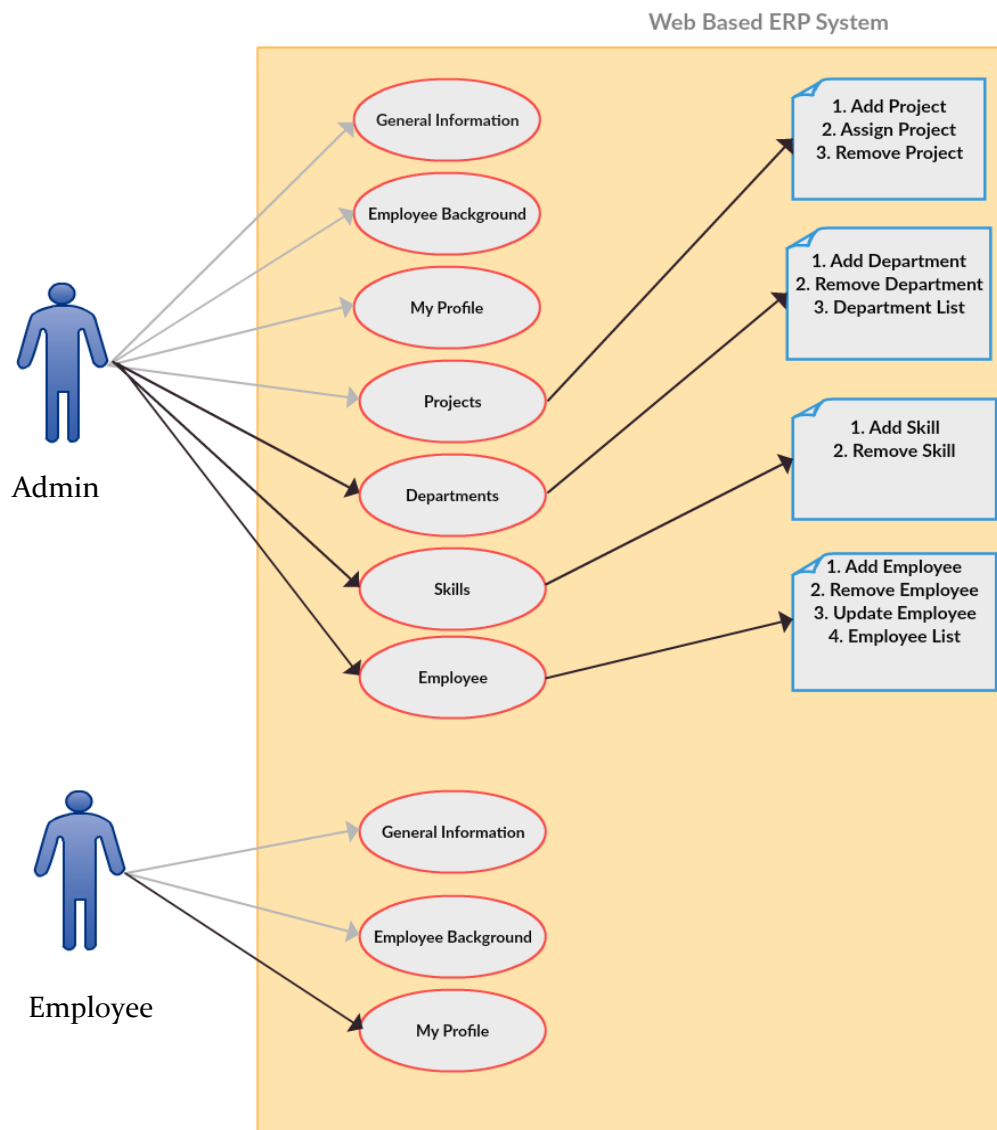 Web Based ERP System
General Information
Employee Background
My Profile
Projects
Departments
Skills
Employee
1. Add Project
2. Assign Project
3. Remove Project
1. Add Department
2. Remove Department
3. Department List
1. Add Skill
2. Remove Skill
1. Add Employee
2. Remove Employee
3. Update Employee
4. Employee List
Admin
General Information
Employee Background
My Profile
Employee